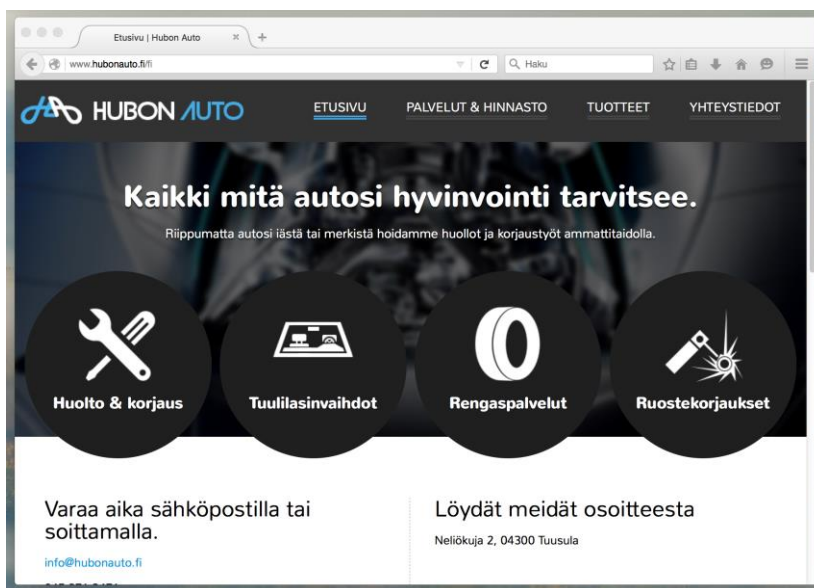 Etusivu | Hubon Auto
www.hubonauto.fi/fi
Haku
HUBON AUTO
ETUSIVU
PALVELUT & HINNASTO
TUOTTEET
YHTEYSTIEDOT
Kaikki mitä autosi hyvinvointi tarvitsee.
Riippumatta autosi iästä tai merkistä hoidamme huollot ja korjaustyöt ammattitaidolla.
Huolto & korjaus
Tuulilasinvaihdot
Rengaspalvelut
Ruostekorjaukset
Varaa aika sähköpostilla tai
soittamalla.
info@hubonauto.fi
Löydät meidät osoitteesta
Neliökuja 2, 04300 Tuusula